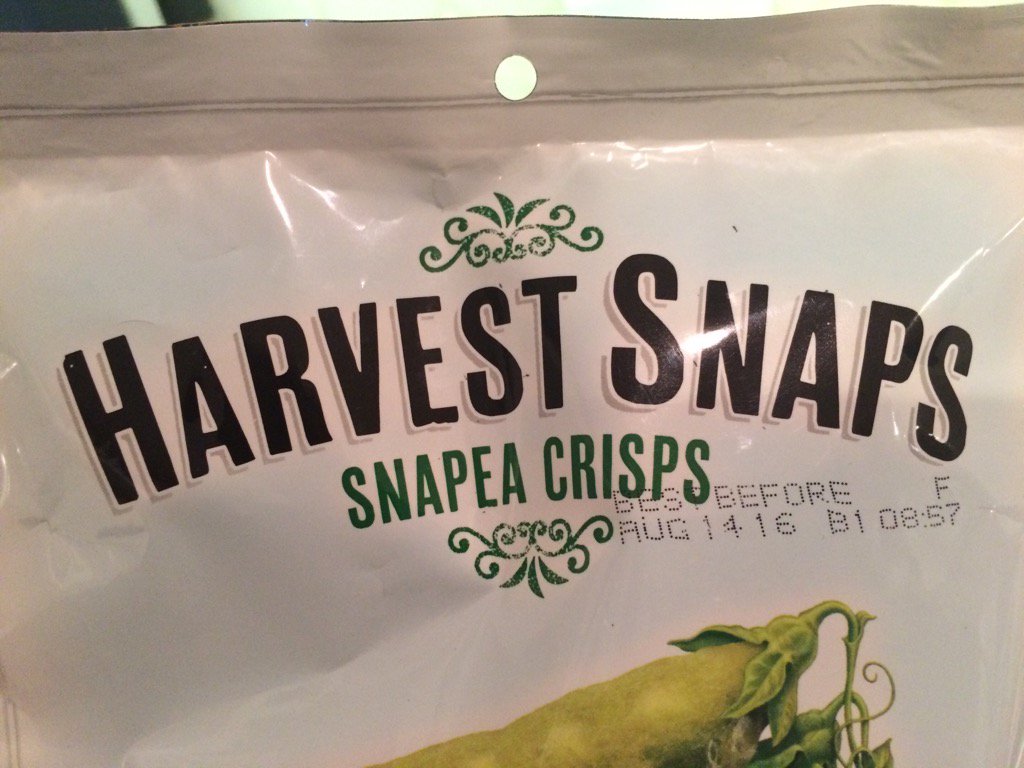 HARVEST SNAPS
SNAPEA CRISPS
BEST BEFORE F
AUG 14 16 B1 08:57